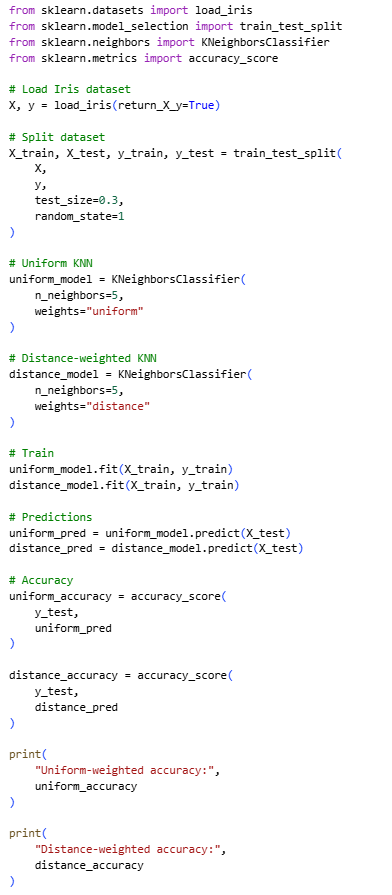 from sklearn.datasets import load_iris
from sklearn.model_selection import train_test_split
from sklearn.neighbors import KNeighborsClassifier
from sklearn.metrics import accuracy_score

# Load Iris dataset
X, y = load_iris(return_X_y=True)

# Split dataset
X_train, X_test, y_train, y_test = train_test_split(
    X,
    y,
    test_size=0.3,
    random_state=1
)

# Uniform KNN
uniform_model = KNeighborsClassifier(
    n_neighbors=5,
    weights="uniform"
)

# Distance-weighted KNN
distance_model = KNeighborsClassifier(
    n_neighbors=5,
    weights="distance"
)

# Train
uniform_model.fit(X_train, y_train)
distance_model.fit(X_train, y_train)

# Predictions
uniform_pred = uniform_model.predict(X_test)
distance_pred = distance_model.predict(X_test)

# Accuracy
uniform_accuracy = accuracy_score(
    y_test,
    uniform_pred
)

distance_accuracy = accuracy_score(
    y_test,
    distance_pred
)

print(
    "Uniform-weighted accuracy:",
    uniform_accuracy
)

print(
    "Distance-weighted accuracy:",
    distance_accuracy
)